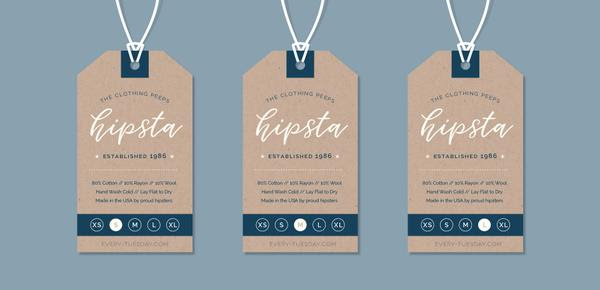 THE CLOTHING PEEPS
hipsta
ESTABLISHED 1986
80% Cotton // 10% Rayon // 10% Wool
Hand Wash Cold // Lay Flat to Dry
Made in the USA by proud hipsters
XS S M L XL
EVERY-TUESDAY.COM
THE CLOTHING PEEPS
hipsta
ESTABLISHED 1986
80% Cotton // 10% Rayon // 10% Wool
Hand Wash Cold // Lay Flat to Dry
Made in the USA by proud hipsters
XS S M L XL
EVERY-TUESDAY.COM
THE CLOTHING PEEPS
hipsta
ESTABLISHED 1986
80% Cotton // 10% Rayon // 10% Wool
Hand Wash Cold // Lay Flat to Dry
Made in the USA by proud hipsters
XS S M L XL
EVERY-TUESDAY.COM